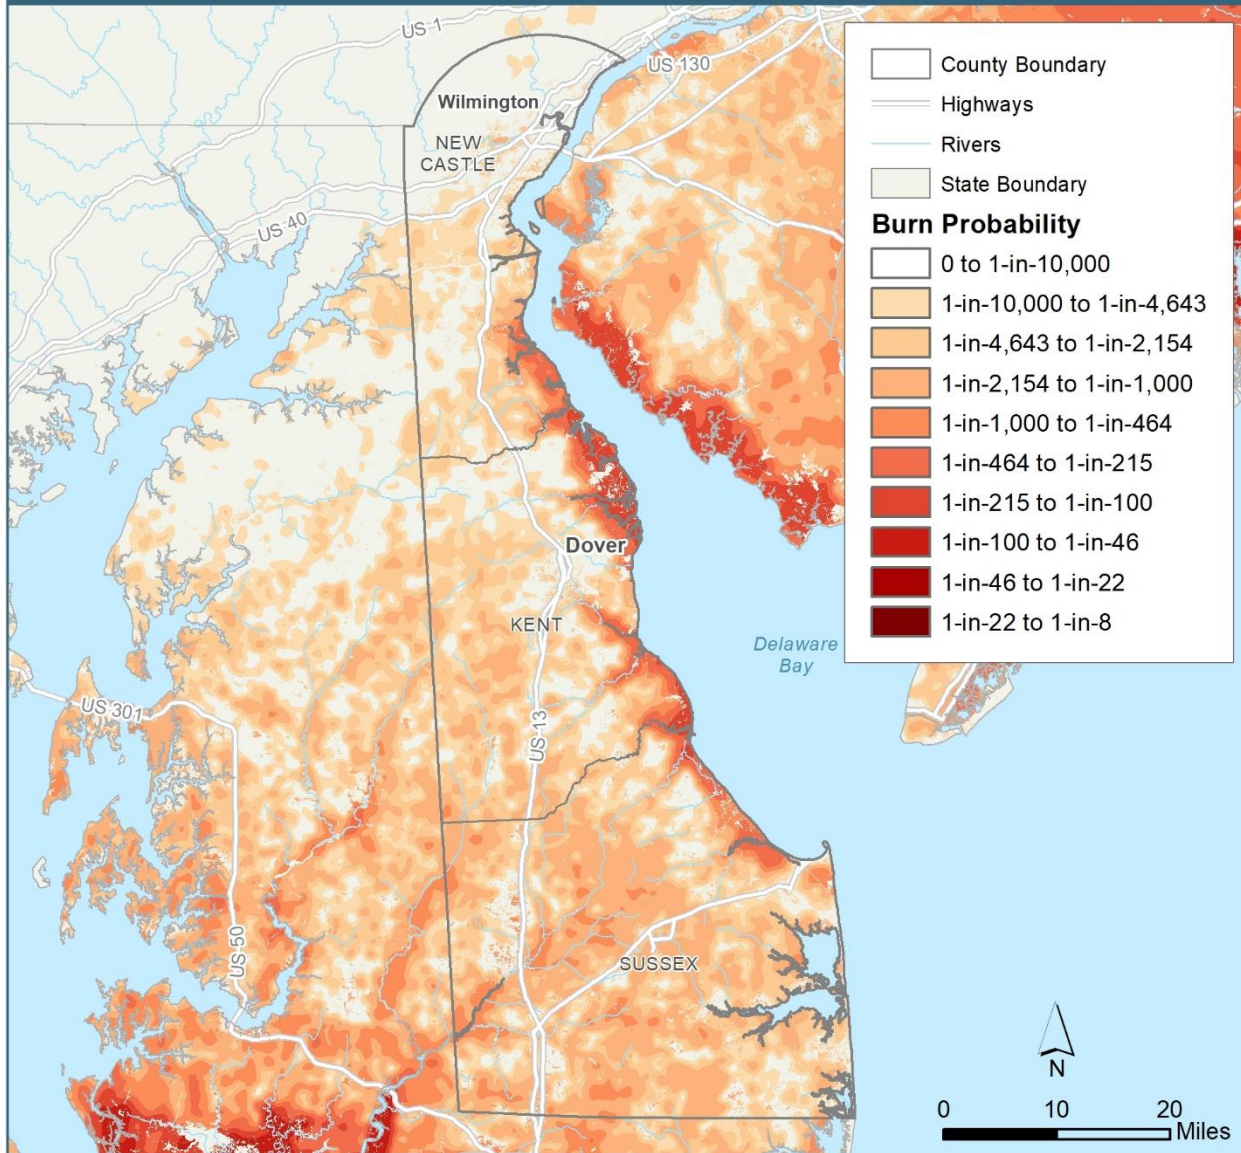 US 1
US 130
Wilmington
NEW
CASTLE
US 40
Dover
KENT
Delaware
Bay
US 301
US 13
US 50
SUSSEX
County Boundary
Highways
Rivers
State Boundary
Burn Probability
0 to 1-in-10,000
1-in-10,000 to 1-in-4,643
1-in-4,643 to 1-in-2,154
1-in-2,154 to 1-in-1,000
1-in-1,000 to 1-in-464
1-in-464 to 1-in-215
1-in-215 to 1-in-100
1-in-100 to 1-in-46
1-in-46 to 1-in-22
1-in-22 to 1-in-8
N
0 10 20
Miles